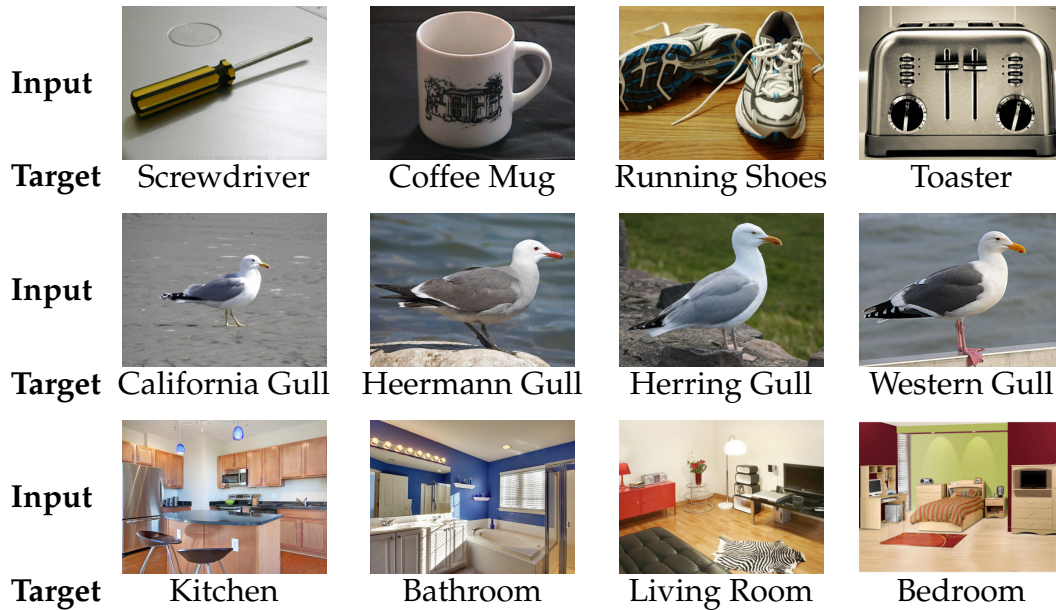 Input
Target Screwdriver Coffee Mug Running Shoes Toaster
Input
Target California Gull Heermann Gull Herring Gull Western Gull
Input
Target Kitchen Bathroom Living Room Bedroom